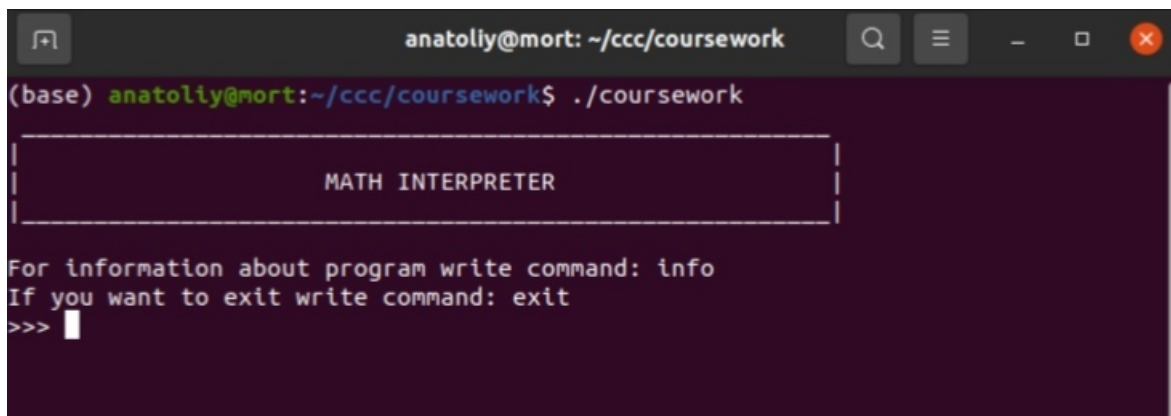 anatoliy@mort: ~/ccc/coursework
(base) anatoliy@mort:~/ccc/coursework$ ./coursework
MATH INTERPRETER
For information about program write command: info
If you want to exit write command: exit
>>>